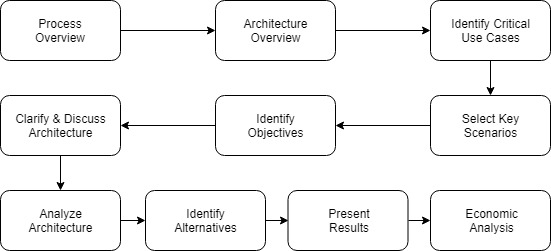 Process
Overview
Architecture
Overview
Identify Critical
Use Cases
Select Key
Scenarios
Identify
Objectives
Clarify & Discuss
Architecture
Analyze
Architecture
Identify
Alternatives
Present
Results
Economic
Analysis